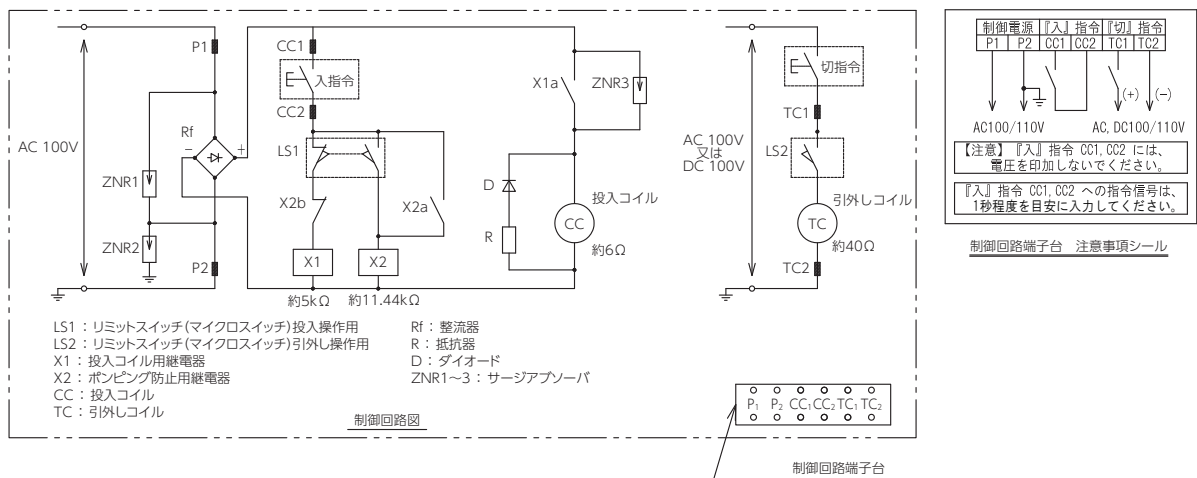 AC 100V
P1
Rf
−
+
ZNR1
ZNR2
P2
CC1
入指令
CC2
LS1
X2b
X2a
X1
X2
約5kΩ
約11.44kΩ
X1a
ZNR3
D
R
投入コイル
CC
約6Ω
AC 100V
又は
DC 100V
切指令
TC1
LS2
引外しコイル
TC
約40Ω
TC2
LS1：リミットスイッチ(マイクロスイッチ)投入操作用
LS2：リミットスイッチ(マイクロスイッチ)引外し操作用
X1：投入コイル用継電器
X2：ポンピング防止用継電器
CC：投入コイル
TC：引外しコイル
Rf：整流器
R：抵抗器
D：ダイオード
ZNR1～3：サージアブソーバ
制御回路図
P1 P2 CC1 CC2 TC1 TC2
制御回路端子台
制御電源 『入』指令 『切』指令
P1 P2 CC1 CC2 TC1 TC2
(+) (−)
AC100/110V AC, DC100/110V
【注意】『入』指令 CC1, CC2 には、
電圧を印加しないでください。
『入』指令 CC1, CC2 への指令信号は、
1秒程度を目安に入力してください。
制御回路端子台 注意事項シール